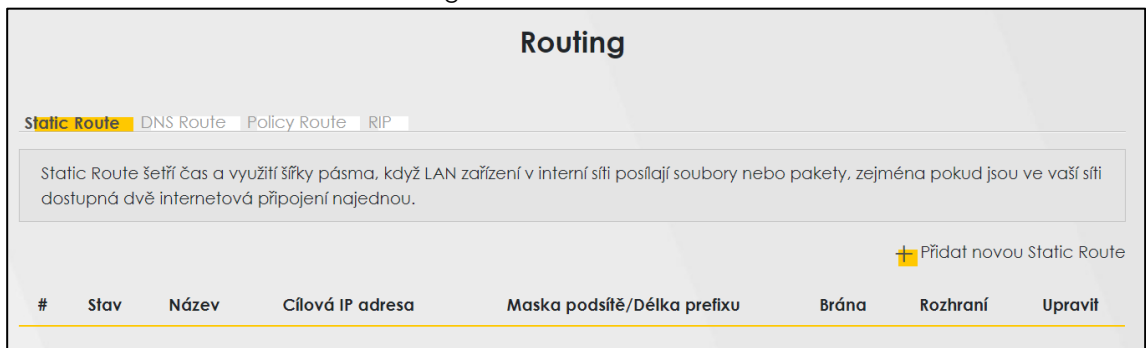 Routing
Static Route DNS Route Policy Route RIP
Static Route šetří čas a využití šířky pásma, když LAN zařízení v interní síti posílají soubory nebo pakety, zejména pokud jsou ve vaší síti
dostupná dvě internetová připojení najednou.
+ Přidat novou Static Route
# Stav Název Cílová IP adresa Maska podsítě/Délka prefixu Brána Rozhraní Upravit